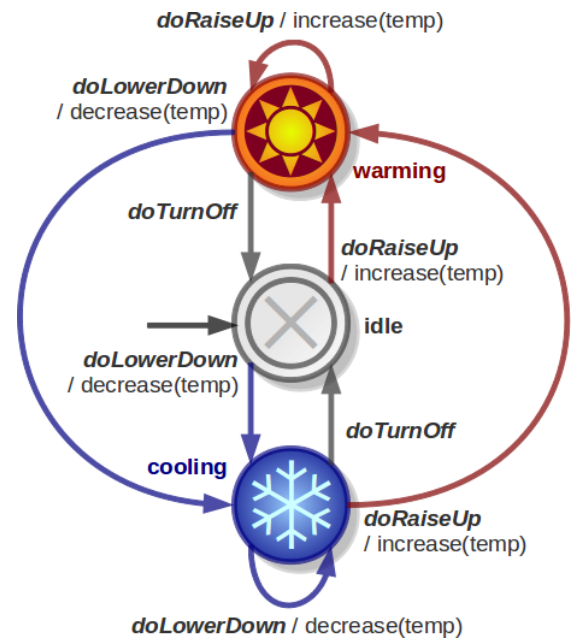 doRaiseUp / increase(temp)
doLowerDown
/ decrease(temp)
warming
doTurnOff
doRaiseUp
/ increase(temp)
idle
doLowerDown
/ decrease(temp)
doTurnOff
cooling
doRaiseUp
/ increase(temp)
doLowerDown / decrease(temp)